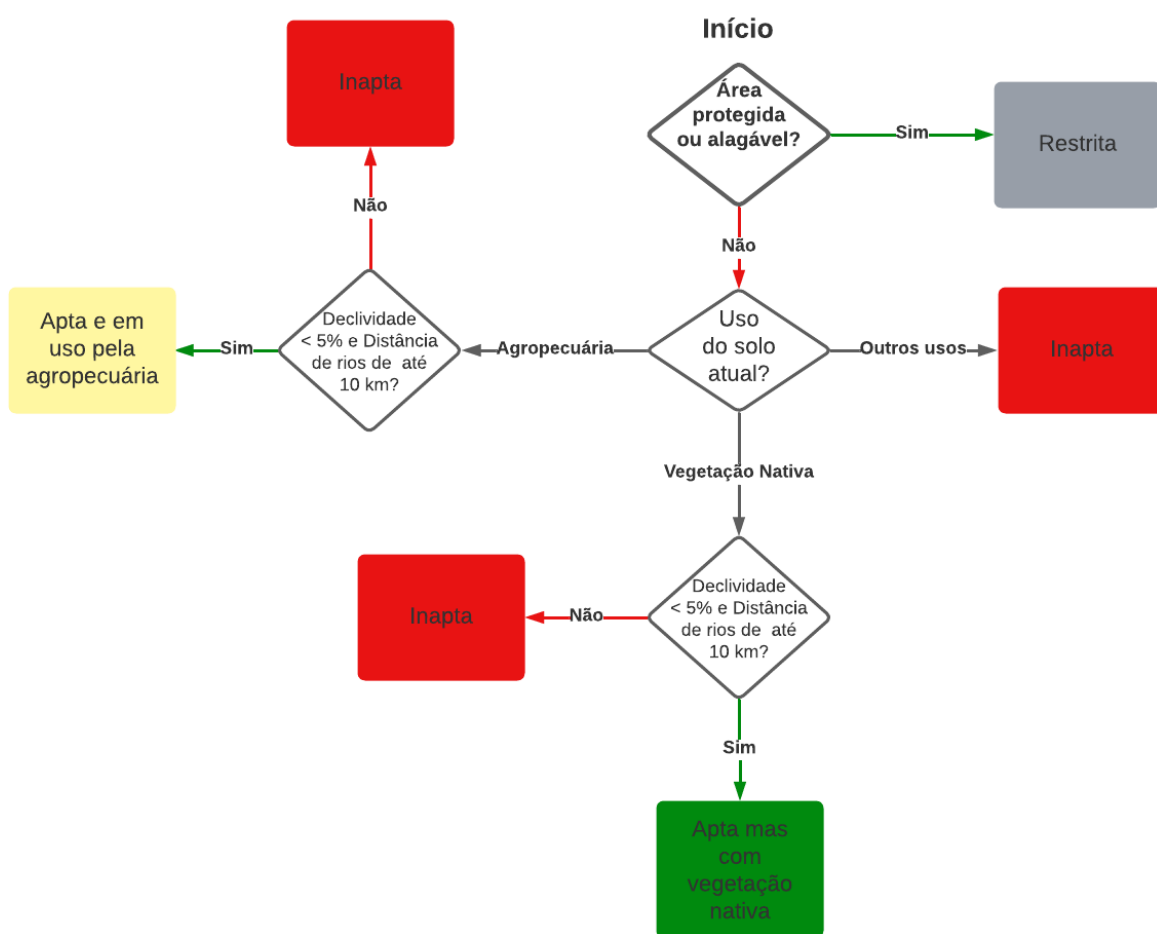 Início
Área
protegida
ou alagável?
Sim
Restrita
Não
Uso
do solo
atual?
Outros usos
Inapta
Agropecuária
Declividade
< 5% e Distância
de rios de até
10 km?
Não
Inapta
Sim
Apta e em
uso pela
agropecuária
Vegetação Nativa
Declividade
< 5% e Distância
de rios de até
10 km?
Não
Inapta
Sim
Apta mas
com
vegetação
nativa